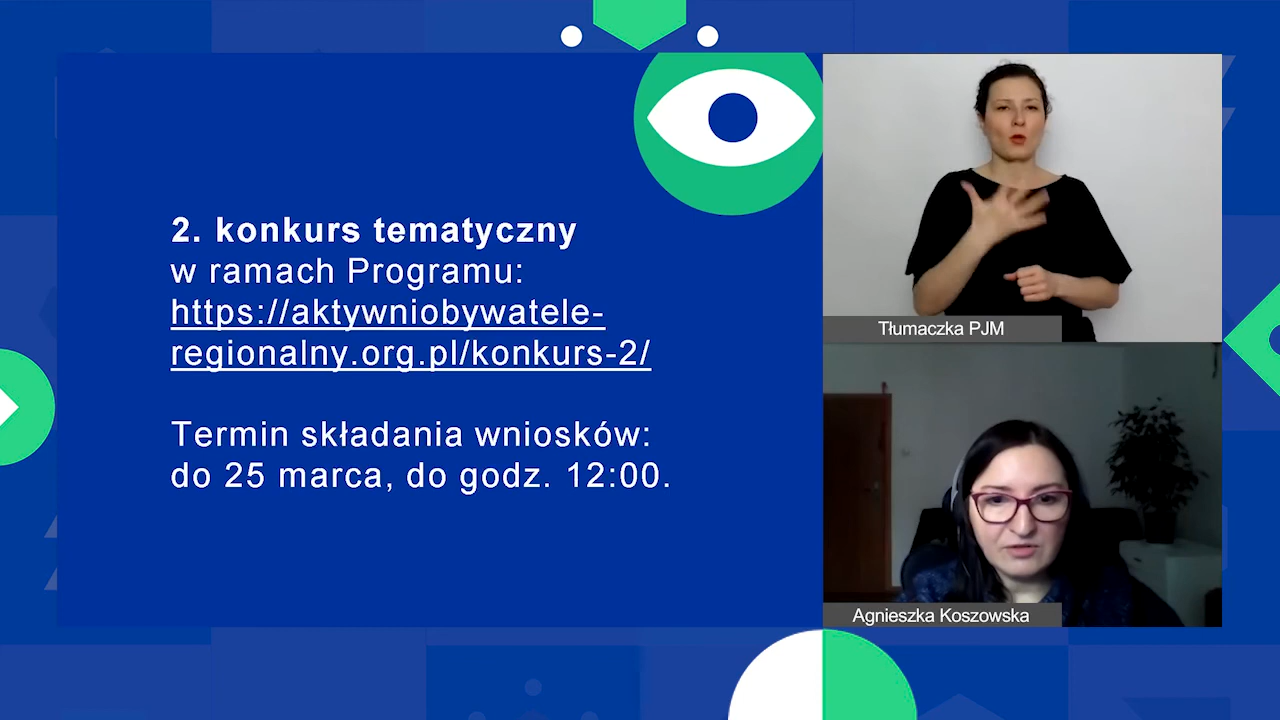 2. konkurs tematyczny
w ramach Programu:
https://aktywniobywatele-
regionalny.org.pl/konkurs-2/
Termin składania wniosków:
do 25 marca, do godz. 12:00.
Tłumaczka PJM
Agnieszka Koszowska